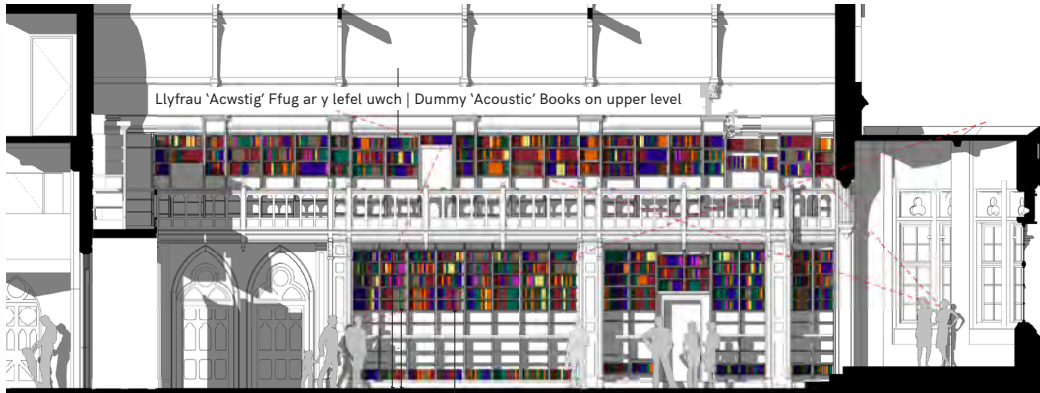 Llyfrau ‘Acwstig’ Ffug ar y lefel uwch | Dummy ‘Acoustic’ Books on upper level